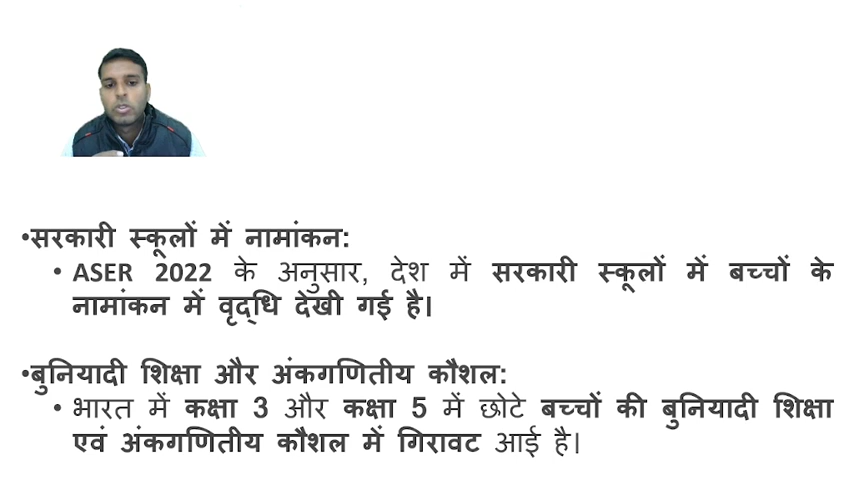 •सरकारी स्कूलों में नामांकन:
• ASER 2022 के अनुसार, देश में सरकारी स्कूलों में बच्चों के
नामांकन में वृद्धि देखी गई है।
•बुनियादी शिक्षा और अंकगणितीय कौशल:
• भारत में कक्षा 3 और कक्षा 5 में छोटे बच्चों की बुनियादी शिक्षा
एवं अंकगणितीय कौशल में गिरावट आई है।